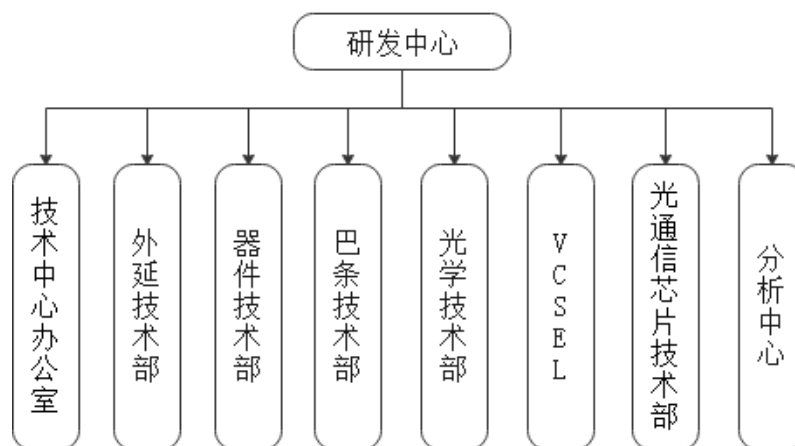 研发中心
技术中心办公室
外延技术部
器件技术部
巴条技术部
光学技术部
VCSEL
光通信芯片技术部
分析中心